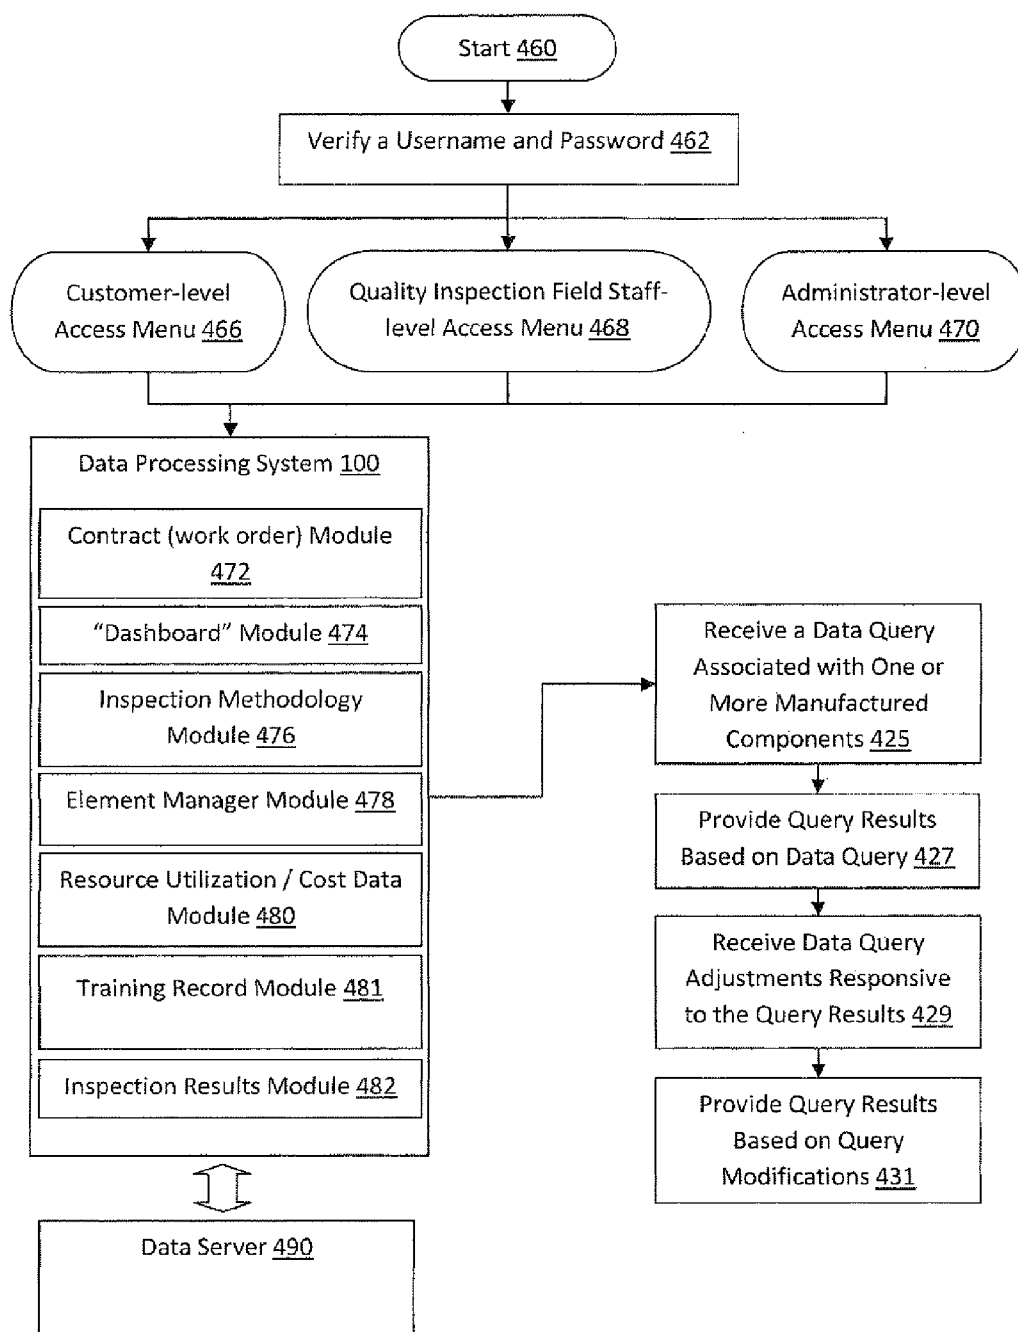 Start 460
Verify a Username and Password 462
Customer-level
Access Menu 466
Quality Inspection Field Staff-
level Access Menu 468
Administrator-level
Access Menu 470
Data Processing System 100
Contract (work order) Module
472
“Dashboard” Module 474
Inspection Methodology
Module 476
Element Manager Module 478
Resource Utilization / Cost Data
Module 480
Training Record Module 481
Inspection Results Module 482
Data Server 490
Receive a Data Query
Associated with One or
More Manufactured
Components 425
Provide Query Results
Based on Data Query 427
Receive Data Query
Adjustments Responsive
to the Query Results 429
Provide Query Results
Based on Query
Modifications 431